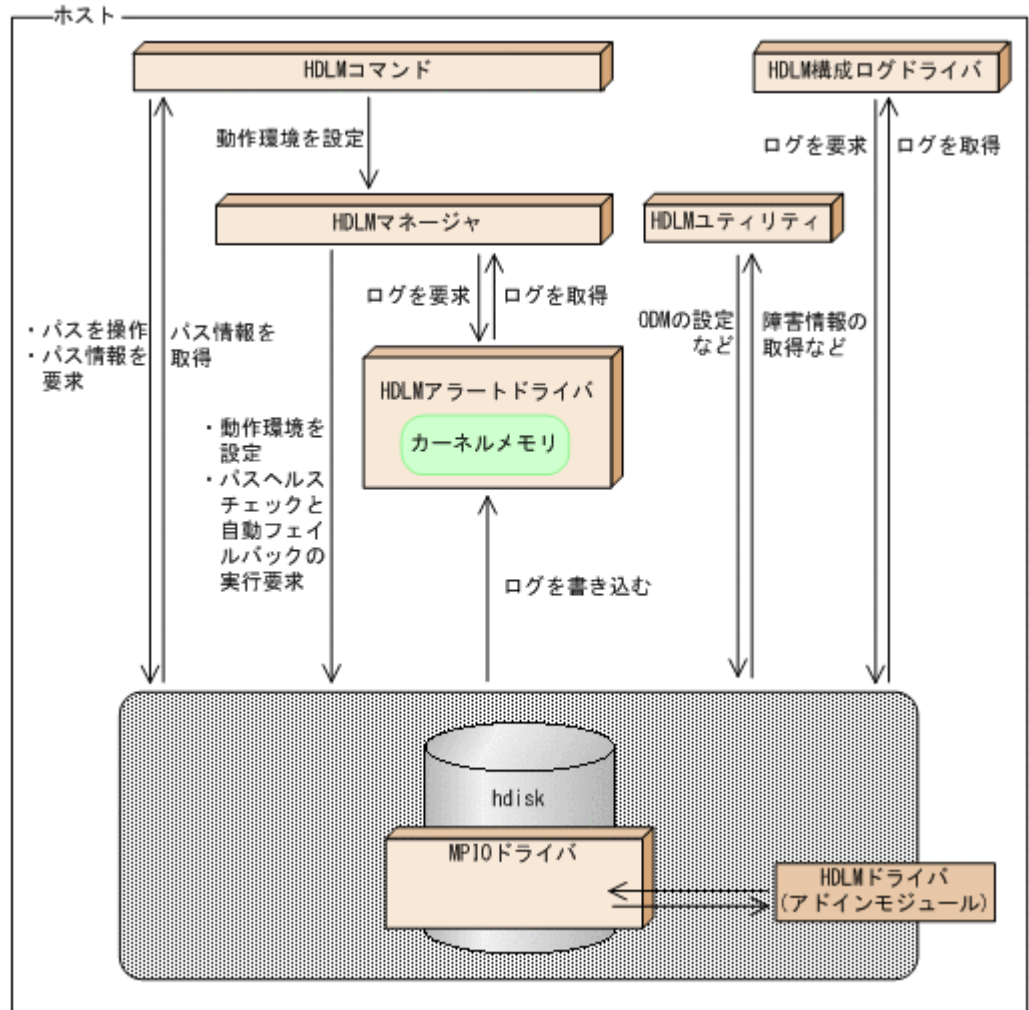 ホスト
HDLMコマンド
HDLM構成ログドライバ
動作環境を設定
ログを要求
ログを取得
HDLMマネージャ
HDLMユティリティ
ログを要求
ログを取得
・パスを操作
・パス情報を
要求
パス情報を
取得
ODMの設定
など
障害情報の
取得など
HDLMアラートドライバ
カーネルメモリ
・動作環境を
設定
・パスヘルス
チェックと
自動フェイ
ルバックの
実行要求
ログを書き込む
hdisk
MPIOドライバ
HDLMドライバ
(アドインモジュール)